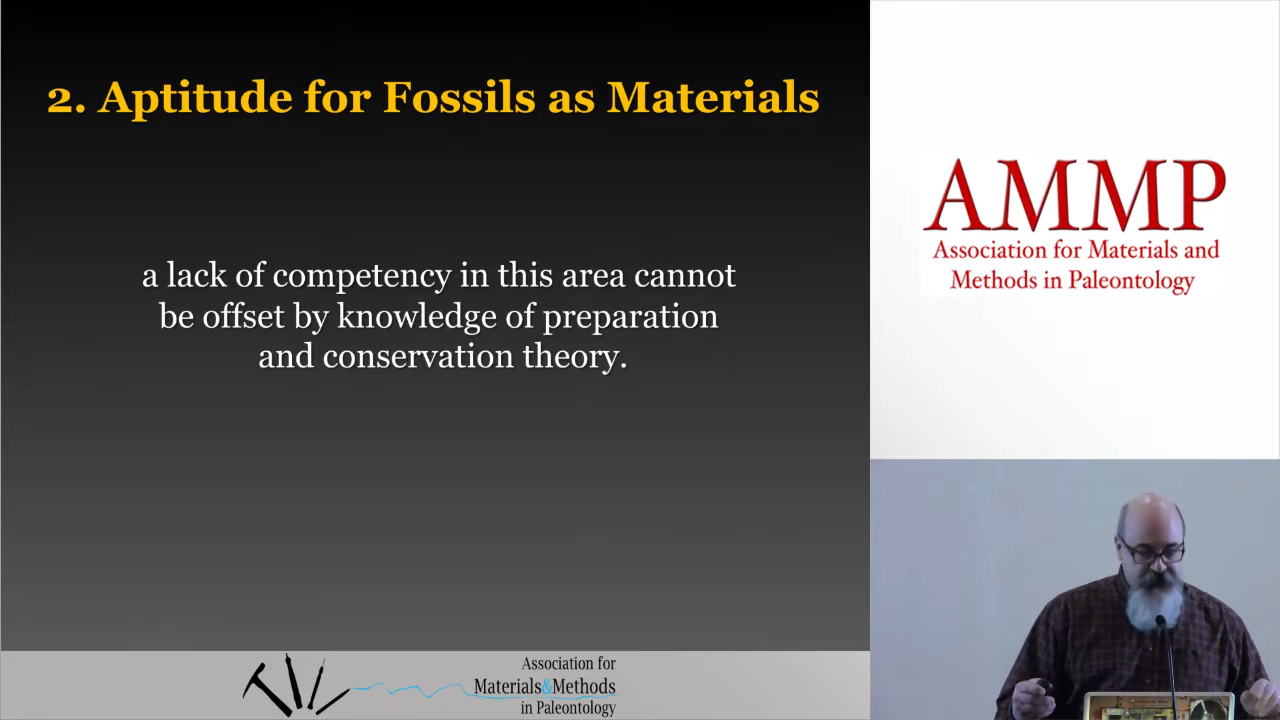 2. Aptitude for Fossils as Materials
a lack of competency in this area cannot
be offset by knowledge of preparation
and conservation theory.
Association for
Materials&Methods
in Paleontology
AMMP
Association for Materials and
Methods in Paleontology